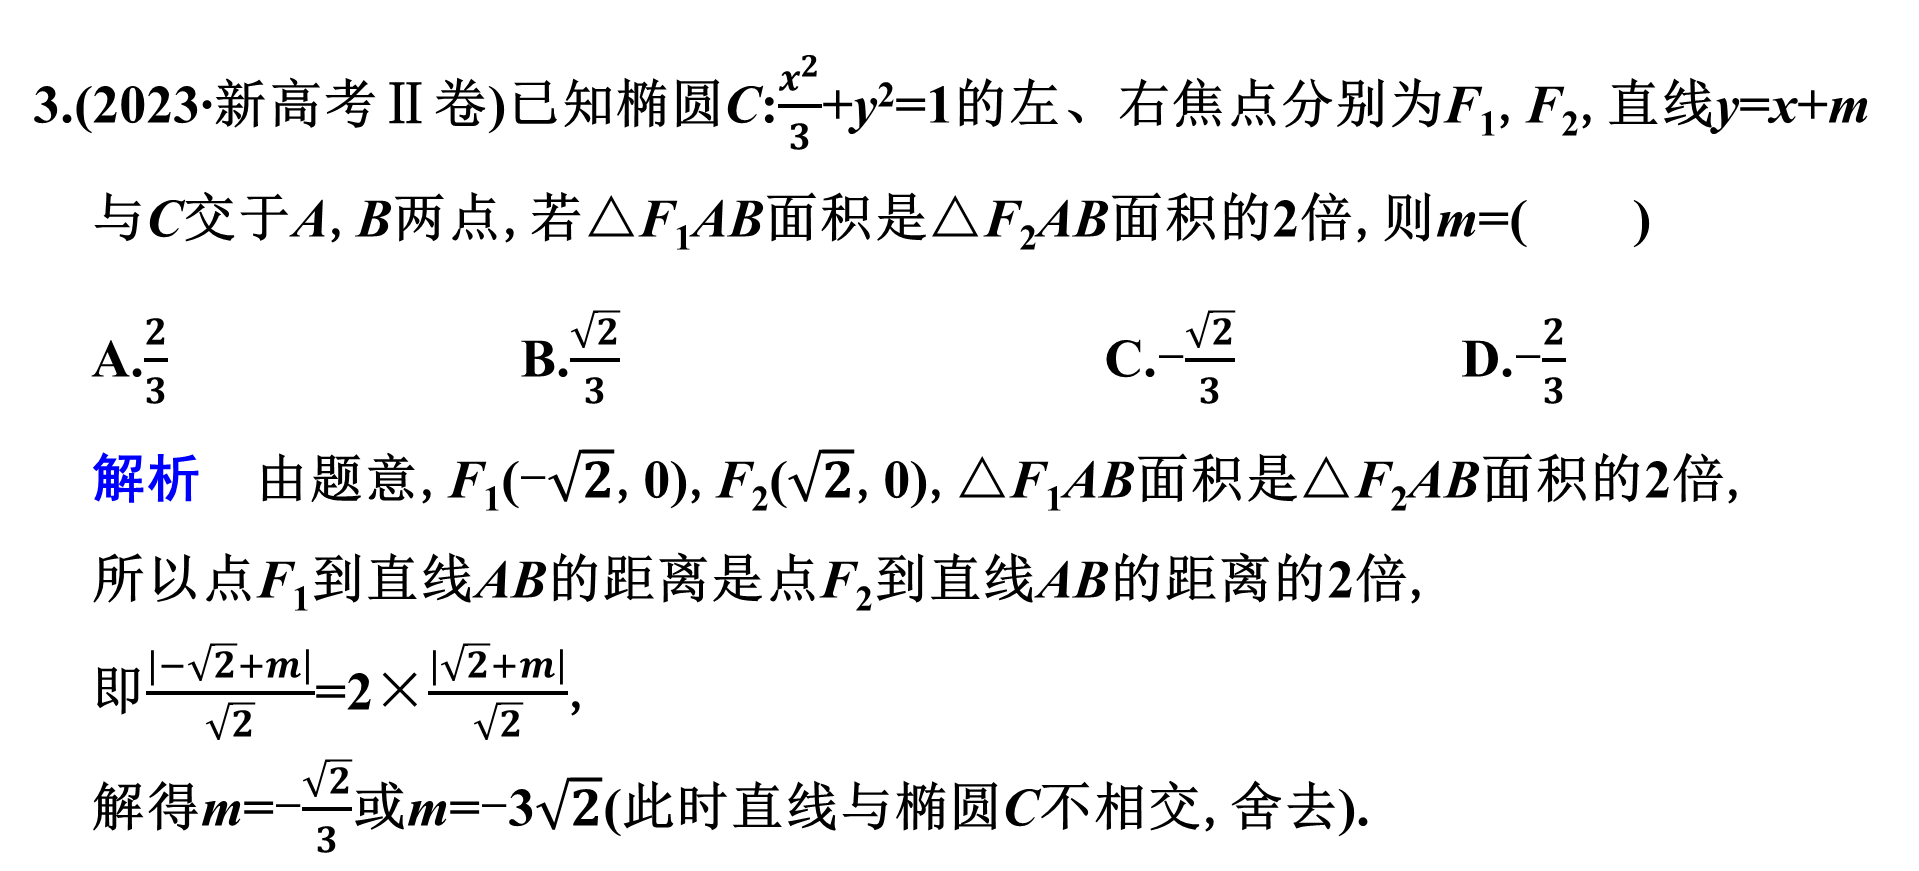 3.(2023·新高考Ⅱ卷)已知椭圆C:x²/3+y²=1的左、右焦点分别为F₁, F₂, 直线y=x+m
与C交于A, B两点, 若△F₁AB面积是△F₂AB面积的2倍, 则m=( )
A.2/3 B.√2/3 C.−√2/3 D.−2/3
解析 由题意, F₁(−√2, 0), F₂(√2, 0), △F₁AB面积是△F₂AB面积的2倍,
所以点F₁到直线AB的距离是点F₂到直线AB的距离的2倍,
即|−√2+m|/√2=2×|√2+m|/√2,
解得m=−√2/3或m=−3√2(此时直线与椭圆C不相交, 舍去).